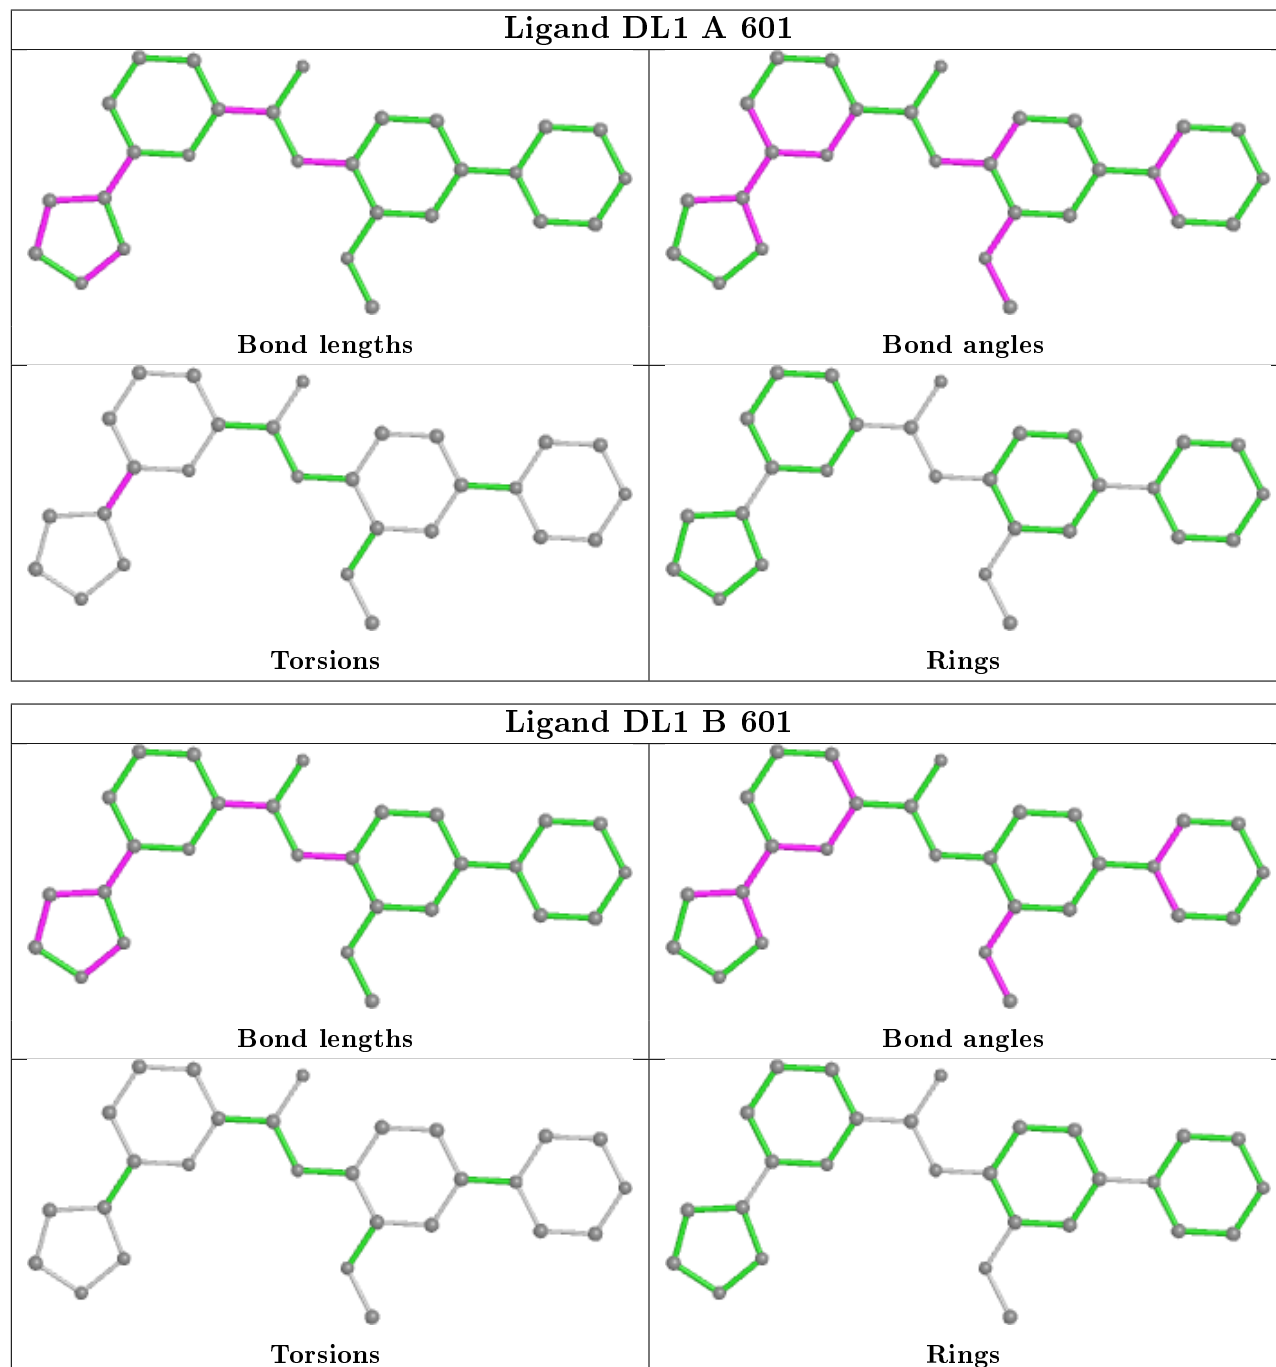 Ligand DL1 A 601
Bond lengths
Bond angles
Torsions
Rings
Ligand DL1 B 601
Bond lengths
Bond angles
Torsions
Rings